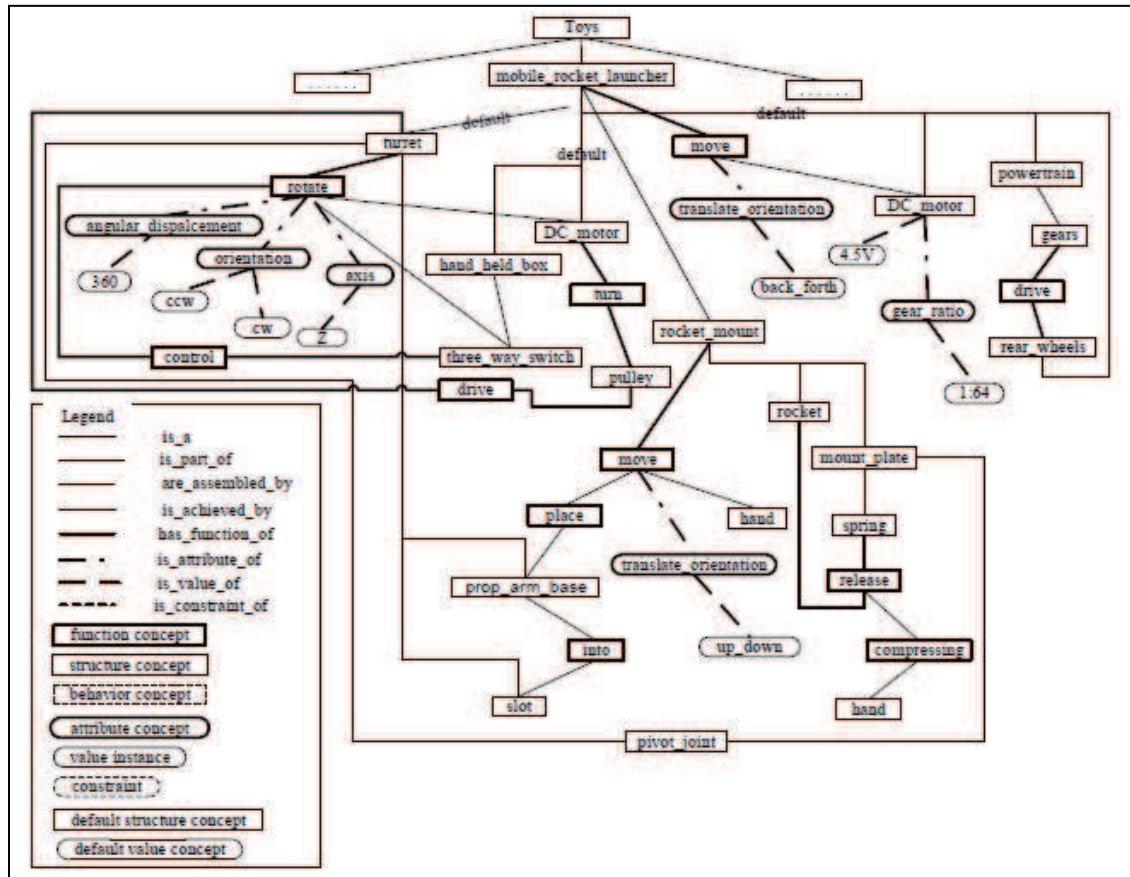 Toys
......
mobile_rocket_launcher
......
default
default
default
turret
move
powertrain
rotate
translate_orientation
DC_motor
angular_dispalcement
DC_motor
gears
orientation
axis
hand_held_box
4.5V
360
ccw
cw
Z
turn
back_forth
gear_ratio
drive
rocket_mount
control
three_way_switch
pulley
rear_wheels
drive
1:64
rocket
Legend
is_a
is_part_of
are_assembled_by
is_achieved_by
has_function_of
is_attribute_of
is_value_of
is_constraint_of
function concept
structure concept
behavior concept
attribute concept
value instance
constraint
default structure concept
default value concept
move
mount_plate
place
hand
spring
translate_orientation
release
prop_arm_base
into
up_down
compressing
slot
hand
pivot_joint